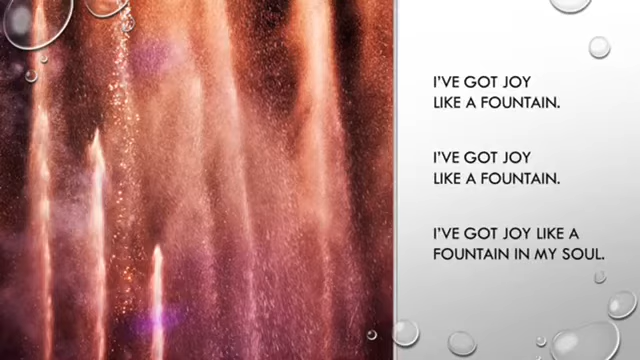 I'VE GOT JOY
LIKE A FOUNTAIN.
I'VE GOT JOY
LIKE A FOUNTAIN.
I'VE GOT JOY LIKE A
FOUNTAIN IN MY SOUL.